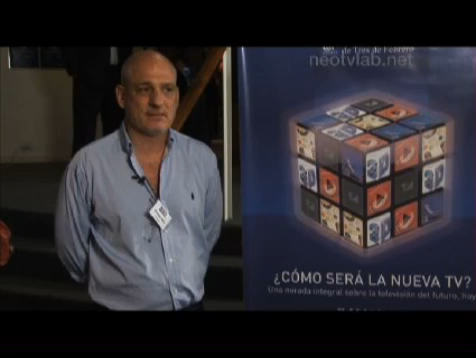 de Tres de Febrero
neotvlab.net
¿CÓMO SERÁ LA NUEVA TV?
Una mirada integral sobre la televisión del futuro, hoy